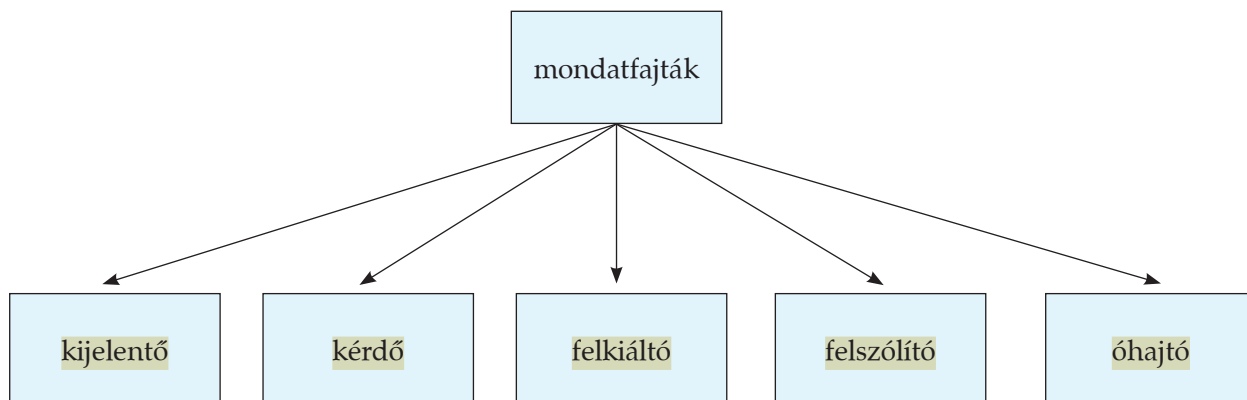 mondatfajták
kijelentő
kérdő
felkiáltó
felszólító
óhajtó